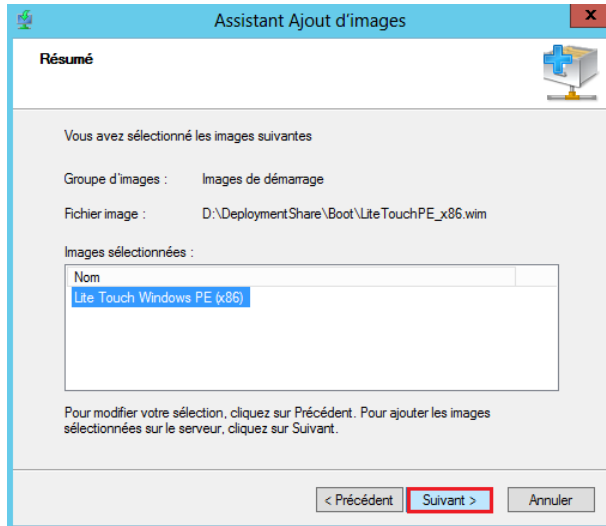 Assistant Ajout d'images
x
Résumé
Vous avez sélectionné les images suivantes
Groupe d'images : Images de démarrage
Fichier image : D:\DeploymentShare\Boot\LiteTouchPE_x86.wim
Images sélectionnées :
Nom
Lite Touch Windows PE (x86)
Pour modifier votre sélection, cliquez sur Précédent. Pour ajouter les images
sélectionnées sur le serveur, cliquez sur Suivant.
< Précédent Suivant > Annuler